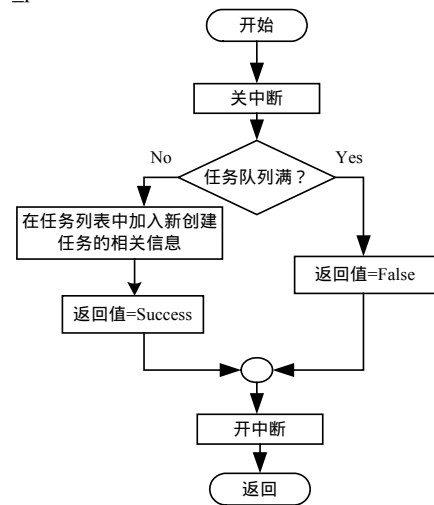 开始
关中断
No
Yes
任务队列满？
在任务列表中加入新创建
任务的相关信息
返回值=False
返回值=Success
开中断
返回